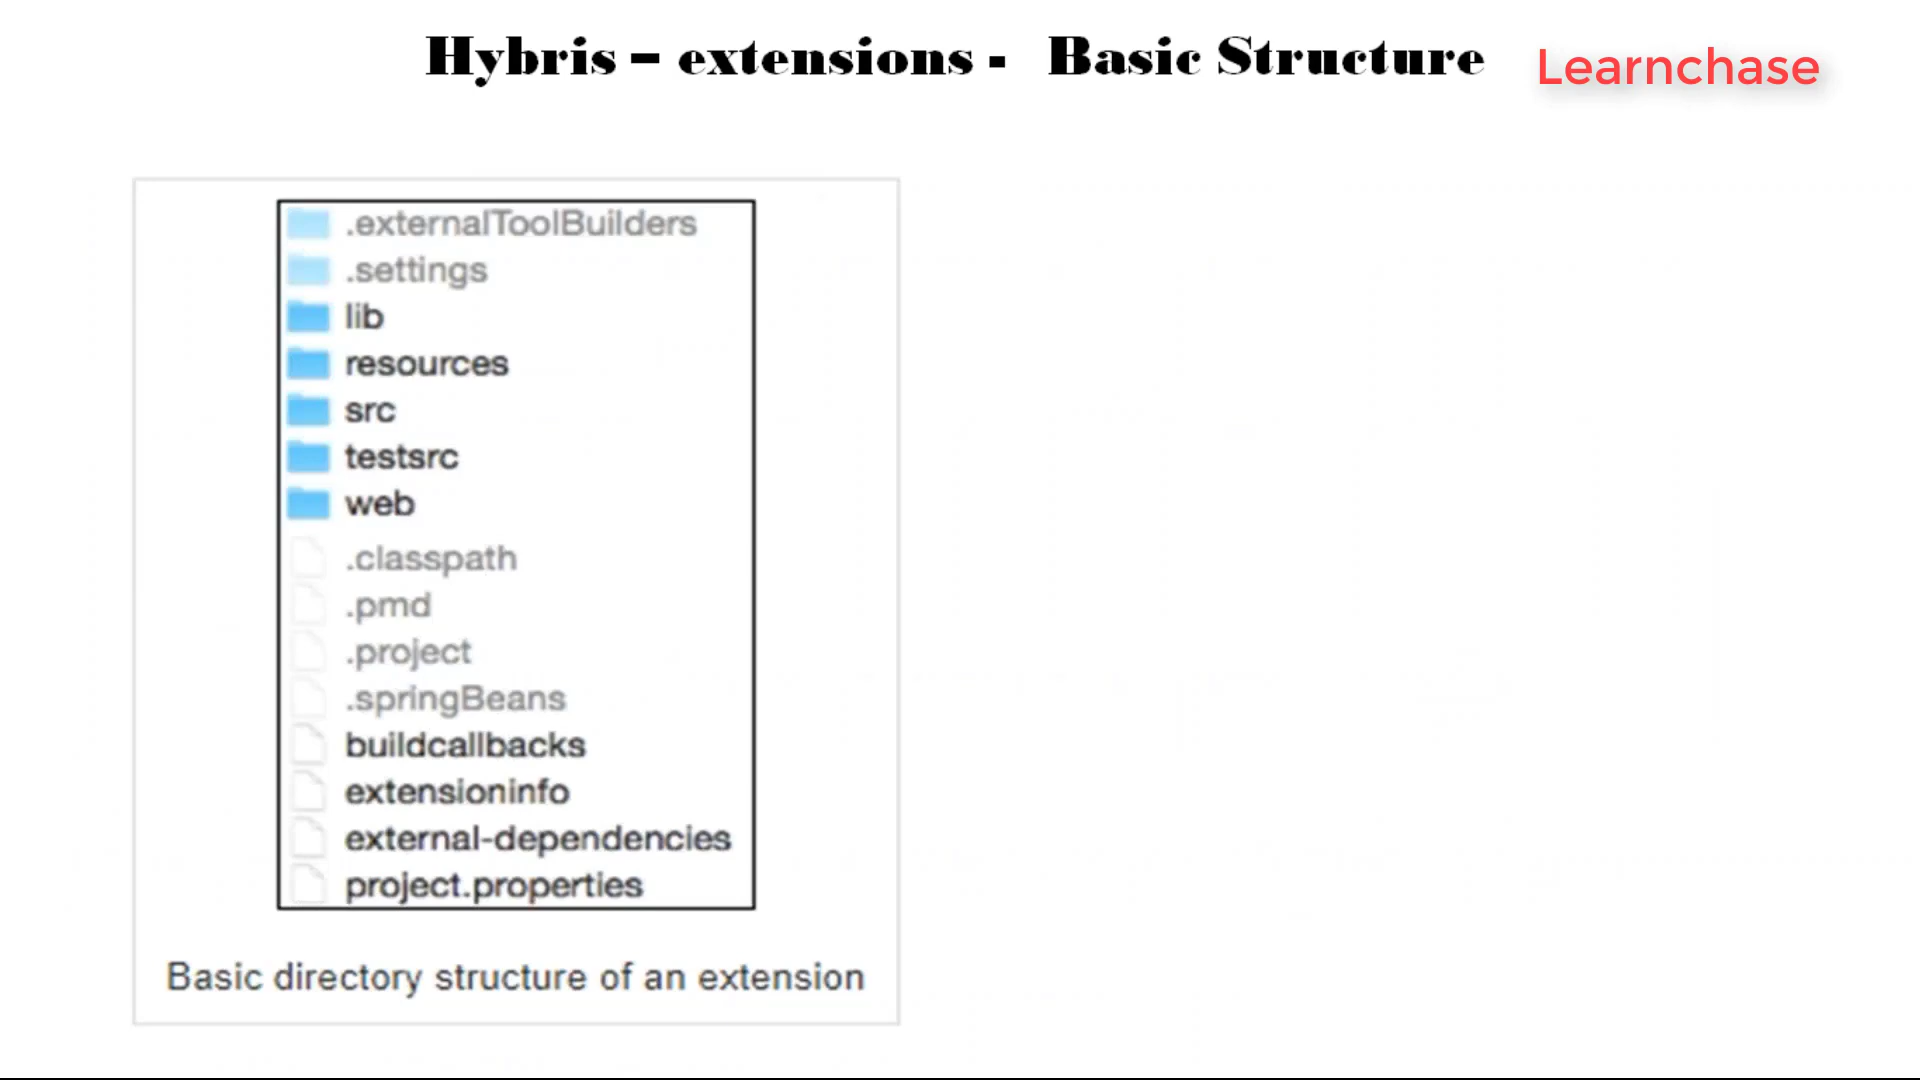 Hybris – extensions - Basic Structure
Learnchase
.externalToolBuilders
.settings
lib
resources
src
testsrc
web
.classpath
.pmd
.project
.springBeans
buildcallbacks
extensioninfo
external-dependencies
project.properties
Basic directory structure of an extension